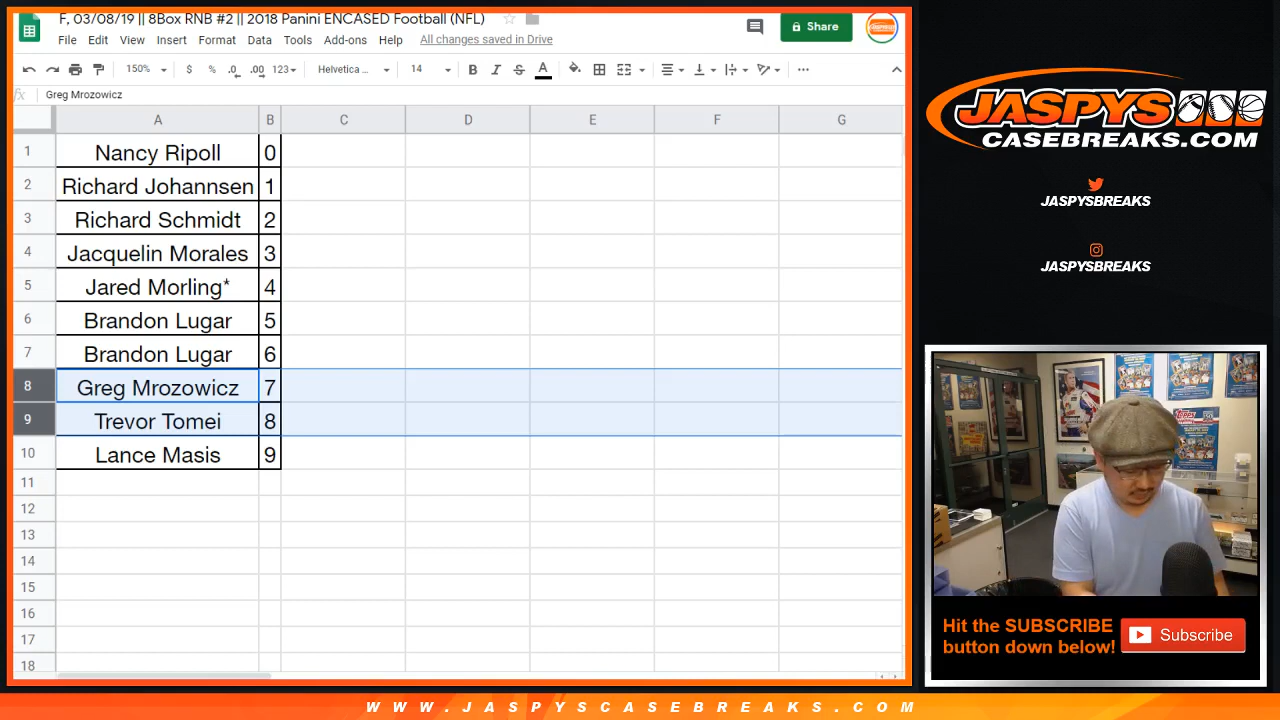 F, 03/08/19 || 8Box RNB #2 || 2018 Panini ENCASED Football (NFL)
File Edit View Insert Format Data Tools Add-ons Help All changes saved in Drive
Share
150% $ % .0 .00 123 Helvetica ... 14 B I S A
fx Greg Mrozowicz
A B C D E F G
1 Nancy Ripoll 0
2 Richard Johannsen 1
3 Richard Schmidt 2
4 Jacquelin Morales 3
5 Jared Morling* 4
6 Brandon Lugar 5
7 Brandon Lugar 6
8 Greg Mrozowicz 7
9 Trevor Tomei 8
10 Lance Masis 9
11
12
13
14
15
16
17
18
JASPYS
CASEBREAKS.COM
JASPYSBREAKS
JASPYSBREAKS
TOPPS
Hit the SUBSCRIBE
button down below!
Subscribe
WWW.JASPYSCASEBREAKS.COM